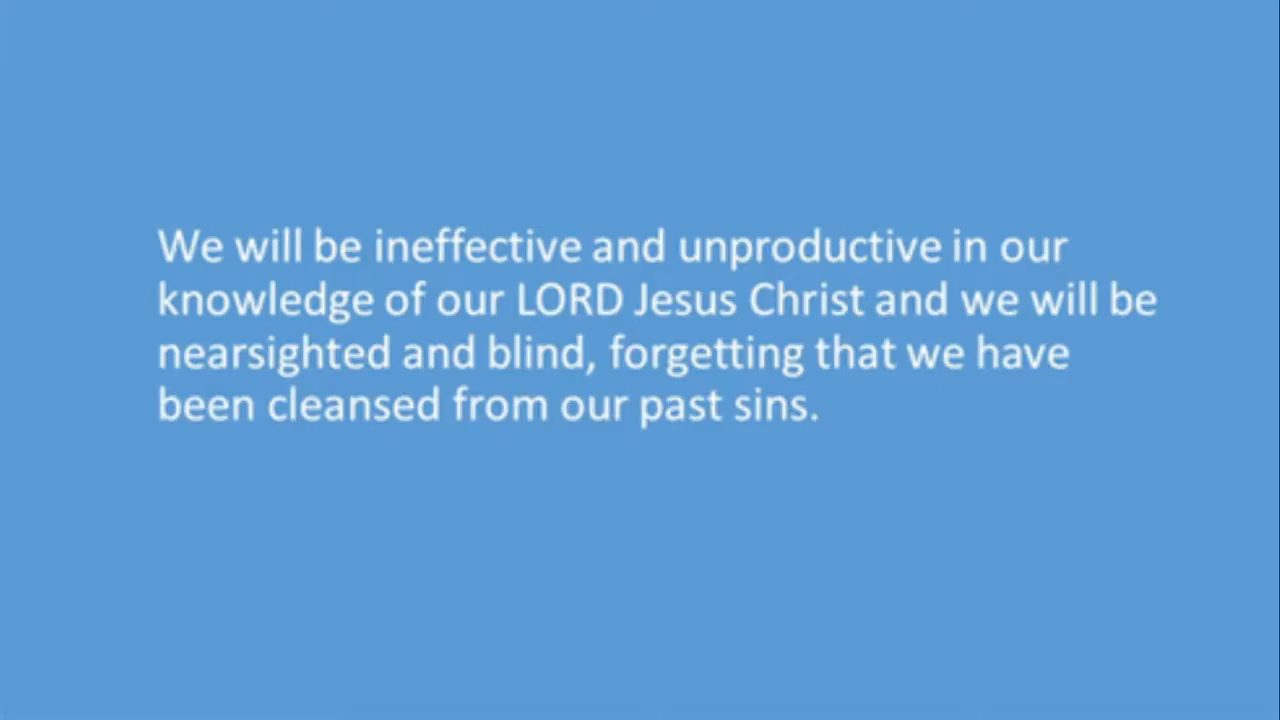 We will be ineffective and unproductive in our
knowledge of our LORD Jesus Christ and we will be
nearsighted and blind, forgetting that we have
been cleansed from our past sins.